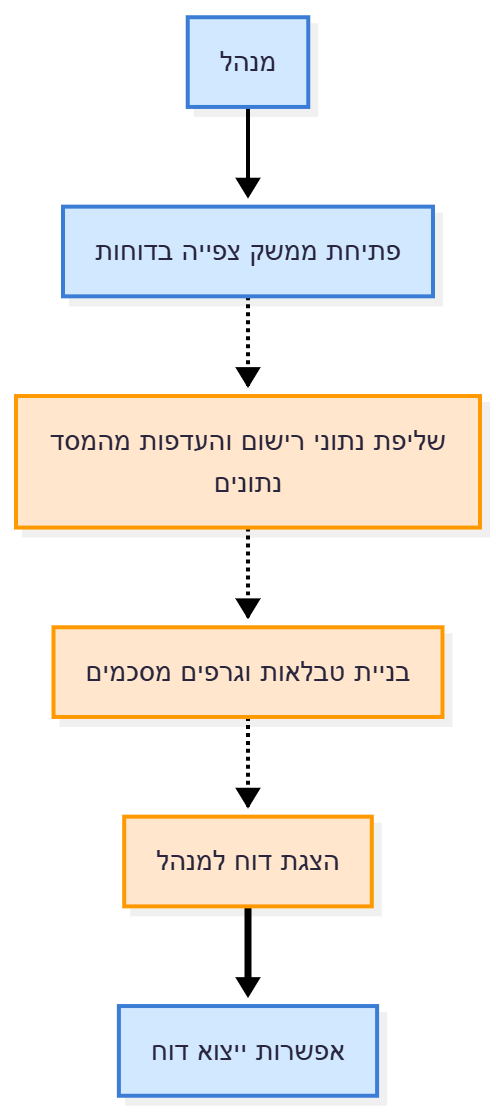 מנהל
פתיחת ממשק צפייה בדוחות
שליפת נתוני רישום והעדפות מהמסד
נתונים
בניית טבלאות וגרפים מסכמים
הצגת דוח למנהל
אפשרות ייצוא דוח